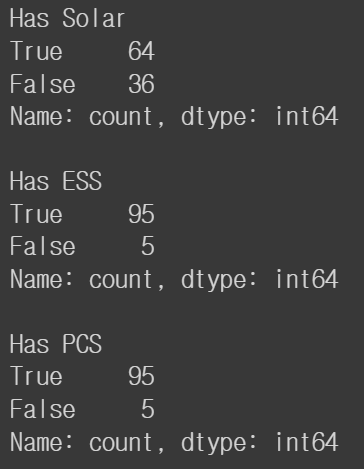 Has Solar
True     64
False    36
Name: count, dtype: int64

Has ESS
True     95
False     5
Name: count, dtype: int64

Has PCS
True     95
False     5
Name: count, dtype: int64